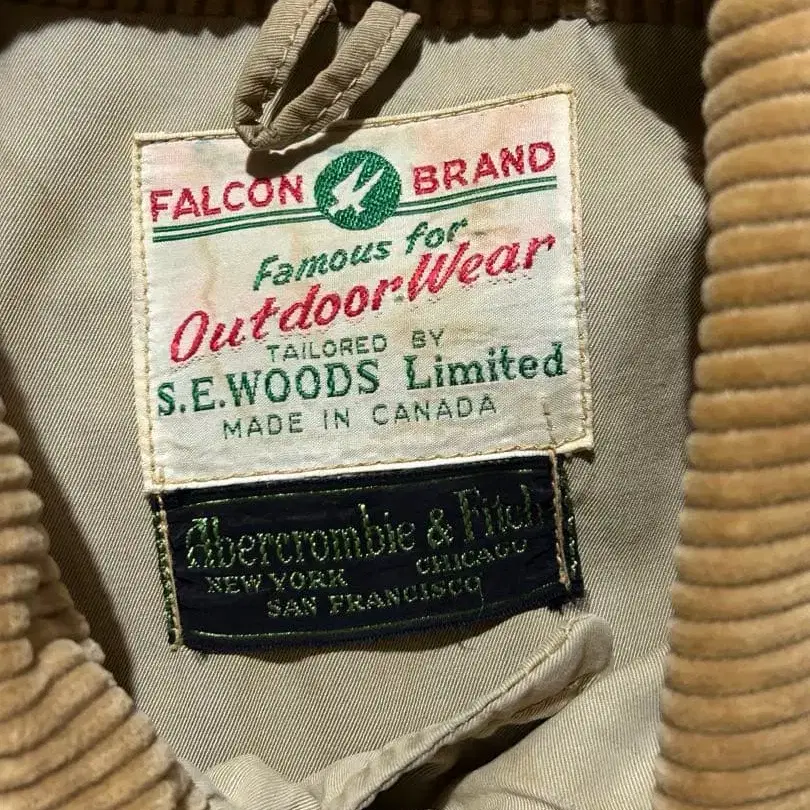 FALCON BRAND
Famous for
Outdoor-Wear
TAILORED BY
S.E.WOODS Limited
MADE IN CANADA
Abercrombie & Fitch
NEW YORK CHICAGO
SAN FRANCISCO